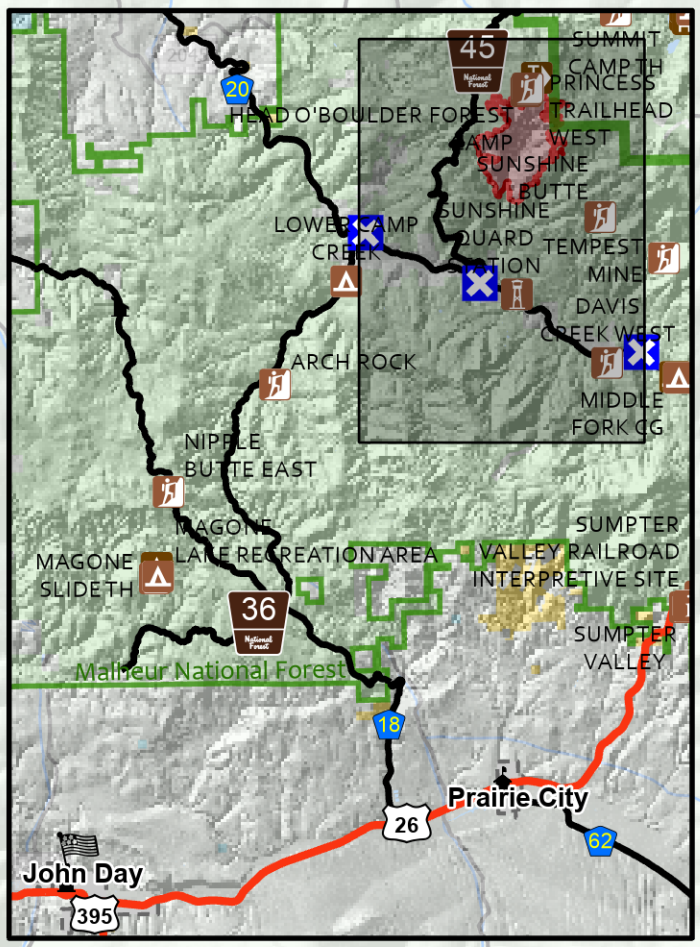 45
National
Forest
SUMMIT
CAMP TH
PRINCESS
TRAILHEAD
WEST
20
HEAD O'BOULDER FOREST
CAMP
SUNSHINE
BUTTE
SUNSHINE
GUARD
STATION
LOWER CAMP
CREEK
TEMPEST
MINE
DAVIS
CREEK WEST
ARCH ROCK
MIDDLE
FORK CG
NIPPLE
BUTTE EAST
MAGONE
LAKE RECREATION AREA
MAGONE
SLIDE TH
SUMPTER
VALLEY RAILROAD
INTERPRETIVE SITE
36
National
Forest
SUMPTER
VALLEY
Malheur National Forest
18
Prairie City
26
62
John Day
395